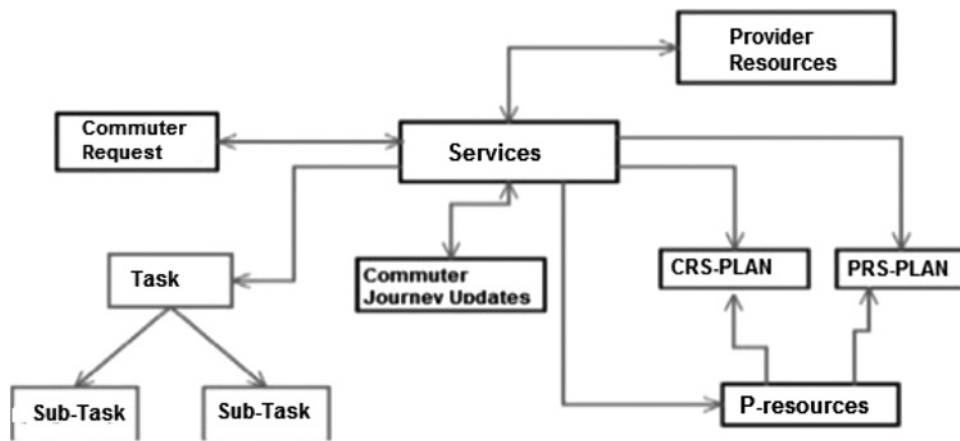 Provider
Resources
Commuter
Request
Services
Task
Commuter
Journey Updates
CRS-PLAN
PRS-PLAN
Sub-Task
Sub-Task
P-resources